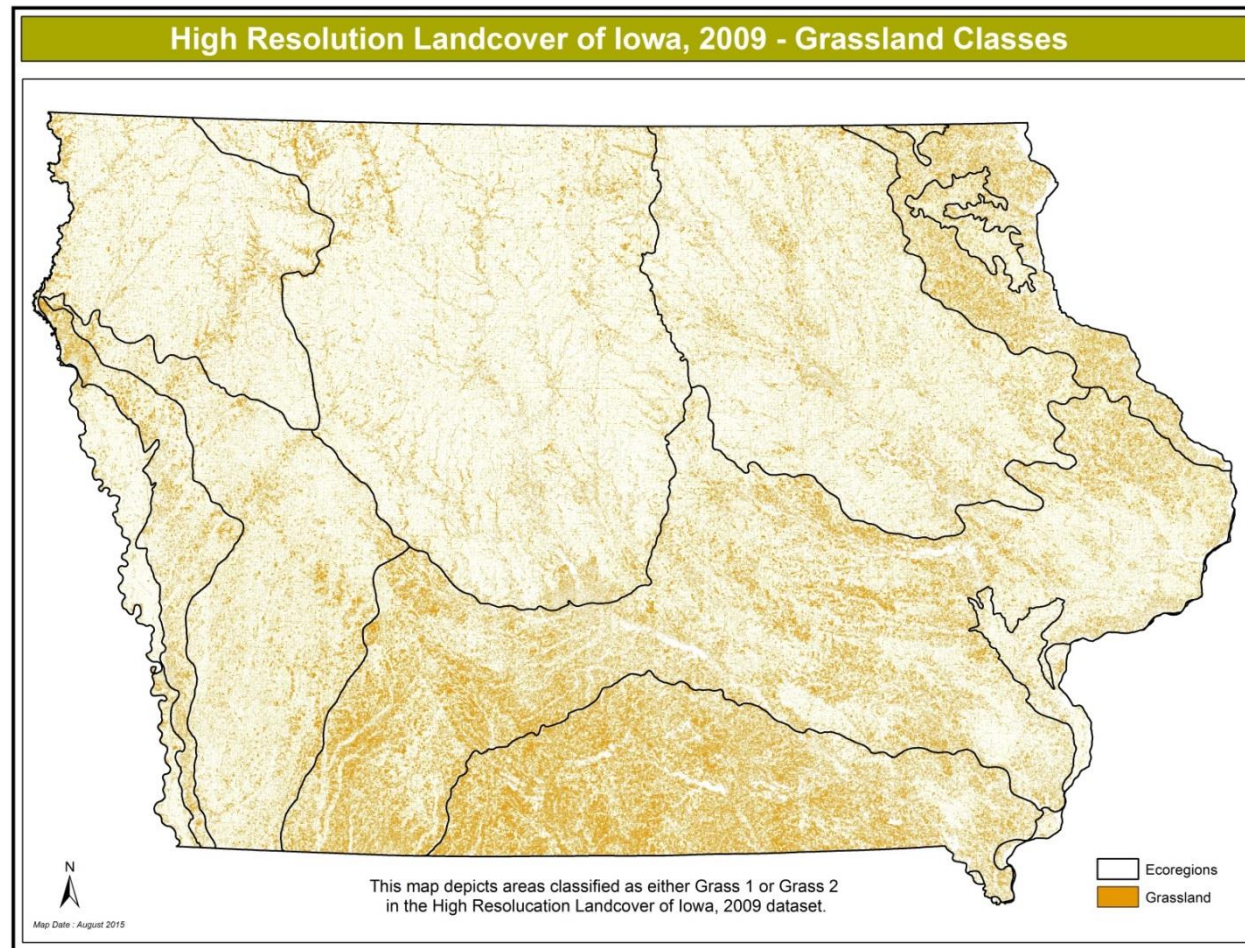 High Resolution Landcover of Iowa, 2009 - Grassland Classes
N
Map Date : August 2015
This map depicts areas classified as either Grass 1 or Grass 2
in the High Resolucation Landcover of Iowa, 2009 dataset.
Ecoregions
Grassland